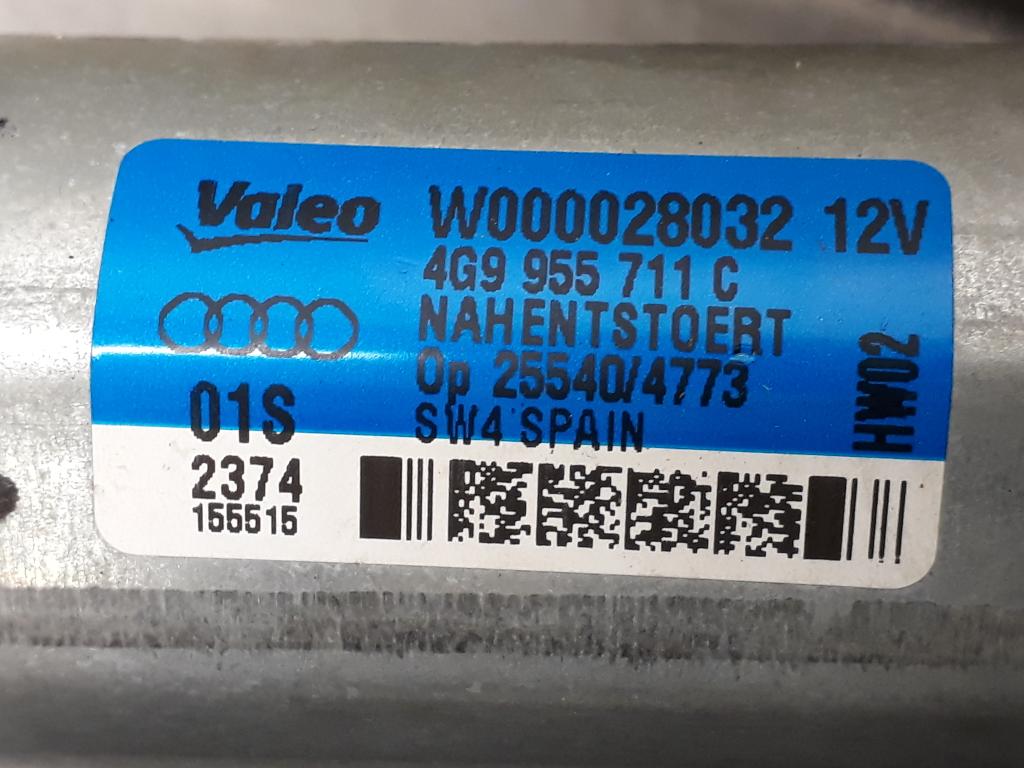 Valeo
W000028032 12V
4G9 955 711 C
NAHENTSTOERT
Op 25540/4773
SW4 SPAIN
HW02
01S
2374
155515